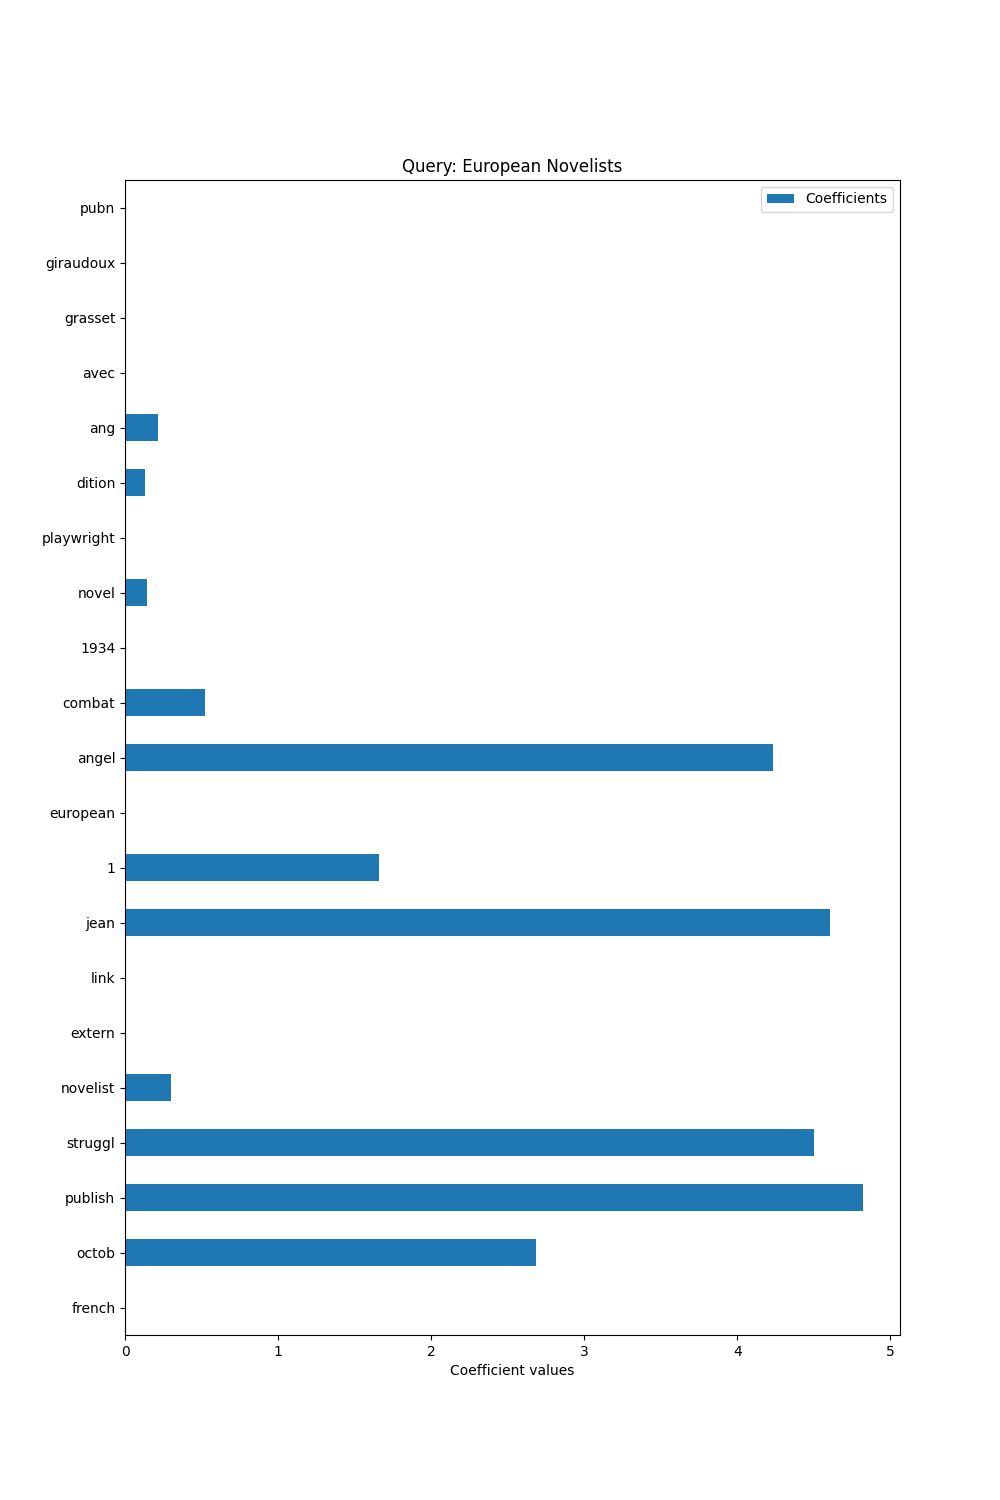 Query: European Novelists
Coefficients
pubn
giraudoux
grasset
avec
ang
dition
playwright
novel
1934
combat
angel
european
1
jean
link
extern
novelist
struggl
publish
octob
french
0 1 2 3 4 5
Coefficient values